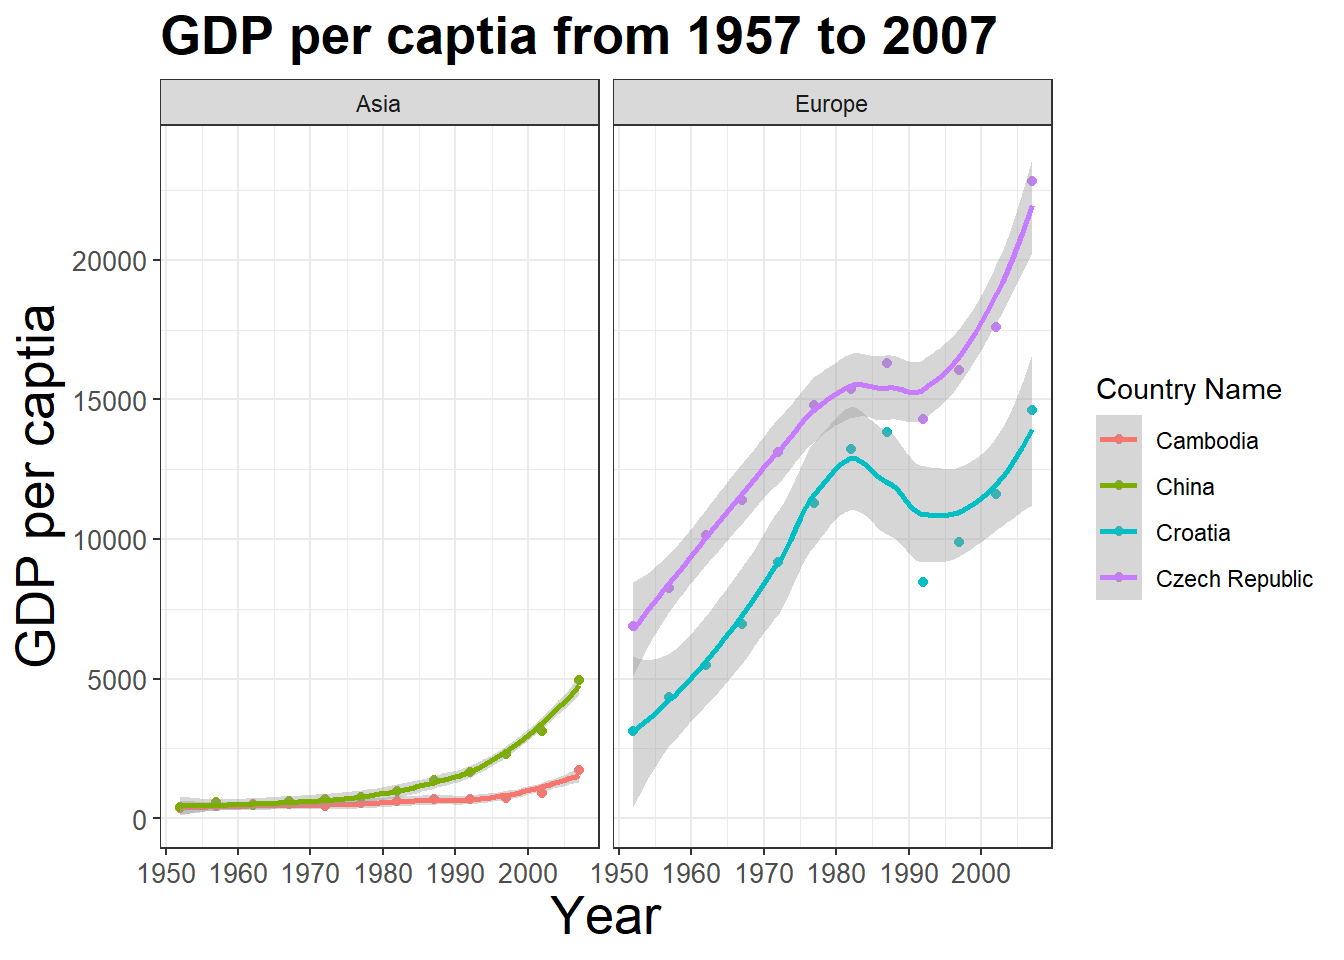 GDP per captia from 1957 to 2007
Asia
Europe
GDP per captia
20000
15000
10000
5000
0
1950 1960 1970 1980 1990 2000
1950 1960 1970 1980 1990 2000
Year
Country Name
Cambodia
China
Croatia
Czech Republic